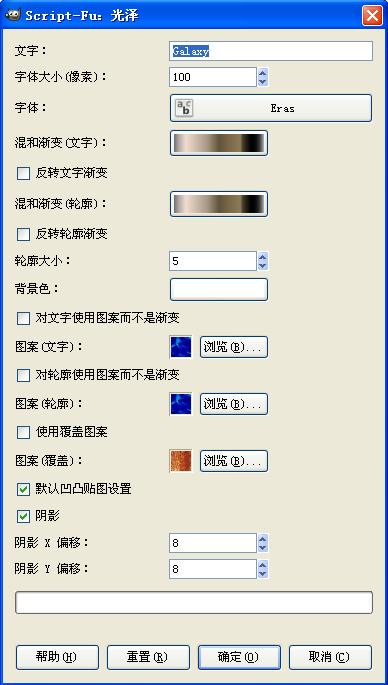 Script-Fu: 光泽
文字： Galaxy
字体大小(像素)： 100
字体： Eras
混和渐变(文字)：
反转文字渐变
混和渐变(轮廓)：
反转轮廓渐变
轮廓大小： 5
背景色：
对文字使用图案而不是渐变
图案(文字)： 浏览(B)...
对轮廓使用图案而不是渐变
图案(轮廓)： 浏览(B)...
使用覆盖图案
图案(覆盖)： 浏览(B)...
默认凹凸贴图设置
阴影
阴影 X 偏移： 8
阴影 Y 偏移： 8
帮助(H) 重置(R) 确定(O) 取消(C)